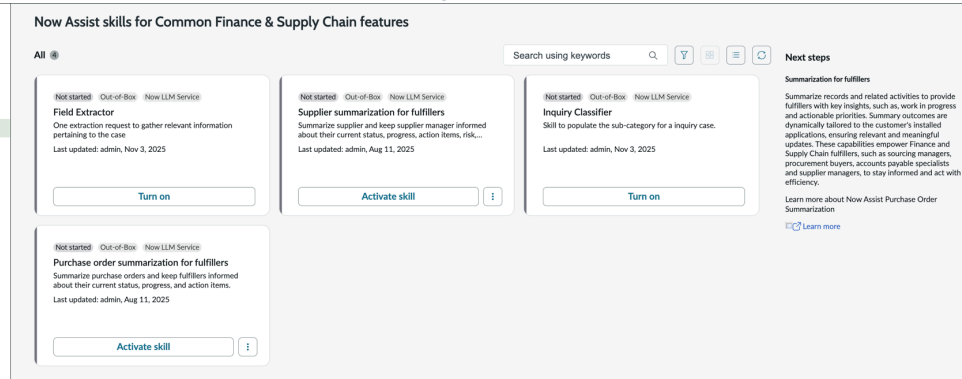 Now Assist skills for Common Finance & Supply Chain features
All 4
Search using keywords
Not started Out-of-Box Now LLM Service
Field Extractor
One extraction request to gather relevant information
pertaining to the case
Last updated: admin, Nov 3, 2025
Turn on
Not started Out-of-Box Now LLM Service
Supplier summarization for fulfillers
Summarize supplier and keep supplier manager informed
about their current status, progress, action items, risk,...
Last updated: admin, Aug 11, 2025
Activate skill
Not started Out-of-Box Now LLM Service
Inquiry Classifier
Skill to populate the sub-category for a inquiry case.
Last updated: admin, Nov 3, 2025
Turn on
Not started Out-of-Box Now LLM Service
Purchase order summarization for fulfillers
Summarize purchase orders and keep fulfillers informed
about their current status, progress, and action items.
Last updated: admin, Aug 11, 2025
Activate skill
Next steps
Summarization for fulfillers
Summarize records and related activities to provide
fulfillers with key insights, such as, work in progress
and actionable priorities. Summary outcomes are
dynamically tailored to the customer's installed
applications, ensuring relevant and meaningful
updates. These capabilities empower Finance and
Supply Chain fulfillers, such as sourcing managers,
procurement buyers, accounts payable specialists
and supplier managers, to stay informed and act with
efficiency.
Learn more about Now Assist Purchase Order
Summarization
Learn more